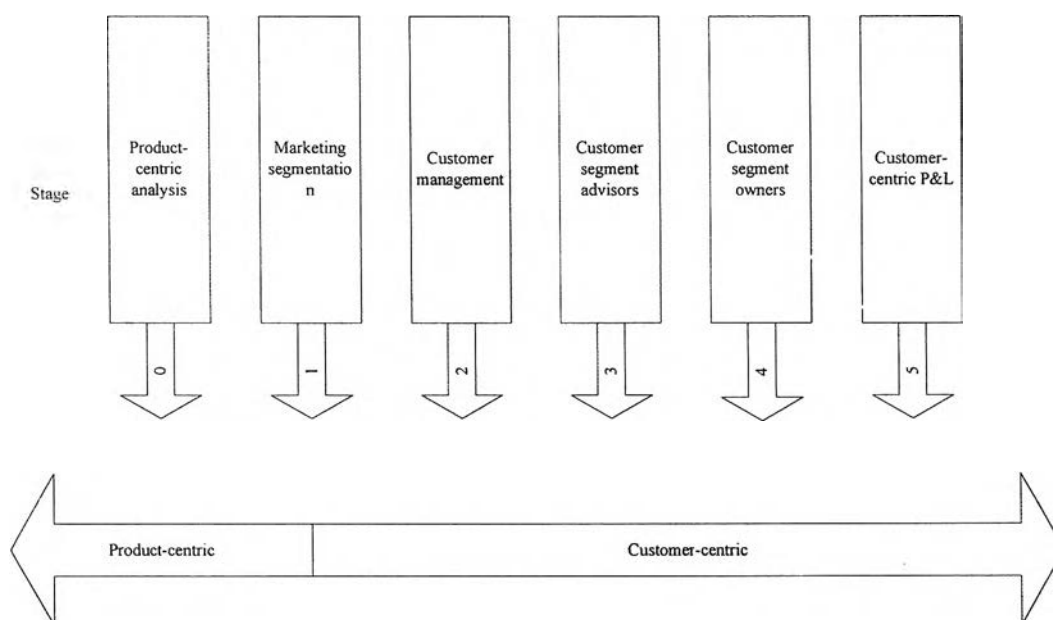 Stage
Product-
centric
analysis
Marketing
segmentatio
n
Customer
management
Customer
segment
advisors
Customer
segment
owners
Customer-
centric P&L
0
1
2
3
4
5
Product-centric
Customer-centric